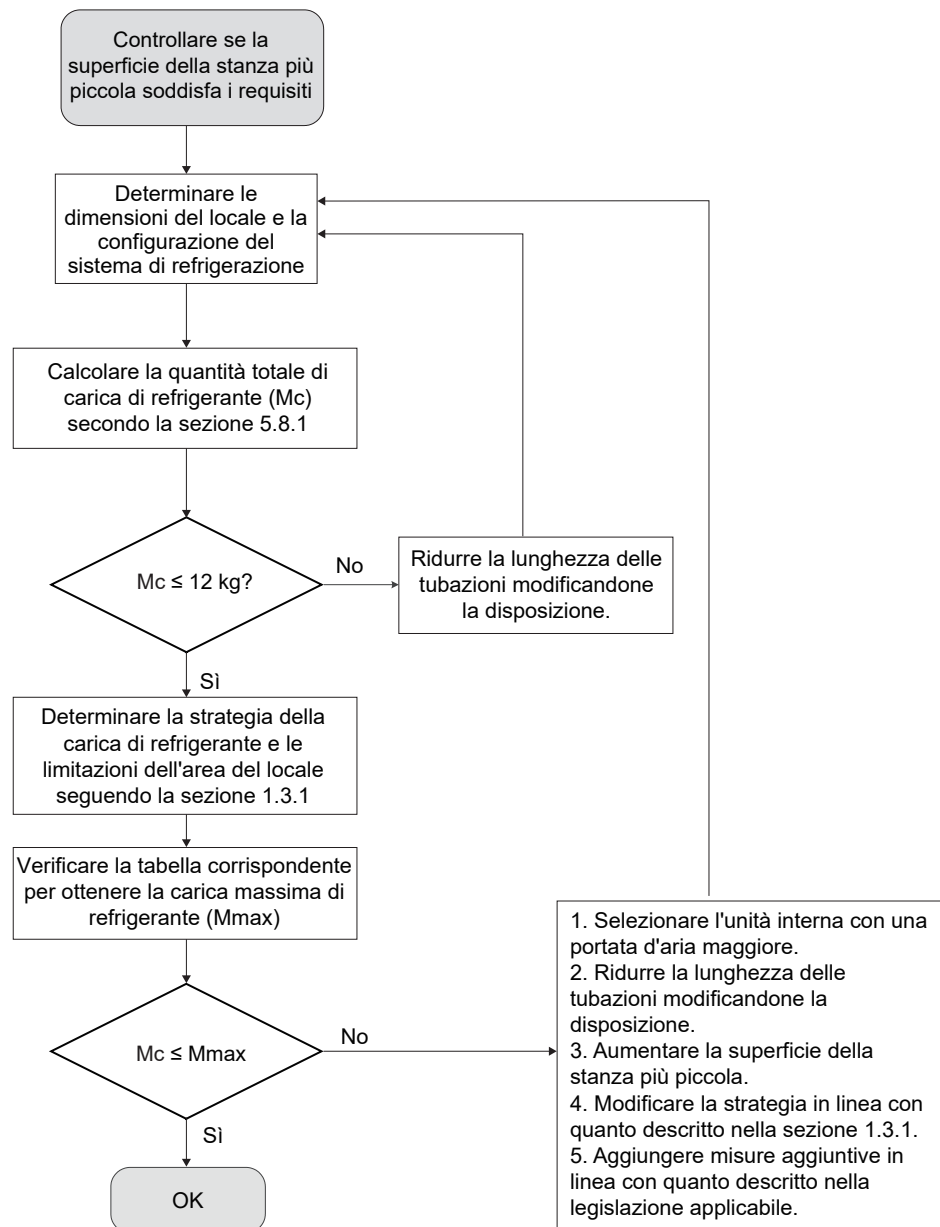 Controllare se la
superficie della stanza più
piccola soddisfa i requisiti
Determinare le
dimensioni del locale e la
configurazione del
sistema di refrigerazione
Calcolare la quantità totale di
carica di refrigerante (Mc)
secondo la sezione 5.8.1
Mc ≤ 12 kg?
No
Ridurre la lunghezza delle
tubazioni modificandone
la disposizione.
Sì
Determinare la strategia della
carica di refrigerante e le
limitazioni dell'area del locale
seguendo la sezione 1.3.1
Verificare la tabella corrispondente
per ottenere la carica massima di
refrigerante (Mmax)
Mc ≤ Mmax
No
1. Selezionare l'unità interna con una
portata d'aria maggiore.
2. Ridurre la lunghezza delle
tubazioni modificandone la
disposizione.
3. Aumentare la superficie della
stanza più piccola.
4. Modificare la strategia in linea con
quanto descritto nella sezione 1.3.1.
5. Aggiungere misure aggiuntive in
linea con quanto descritto nella
legislazione applicabile.
Sì
OK